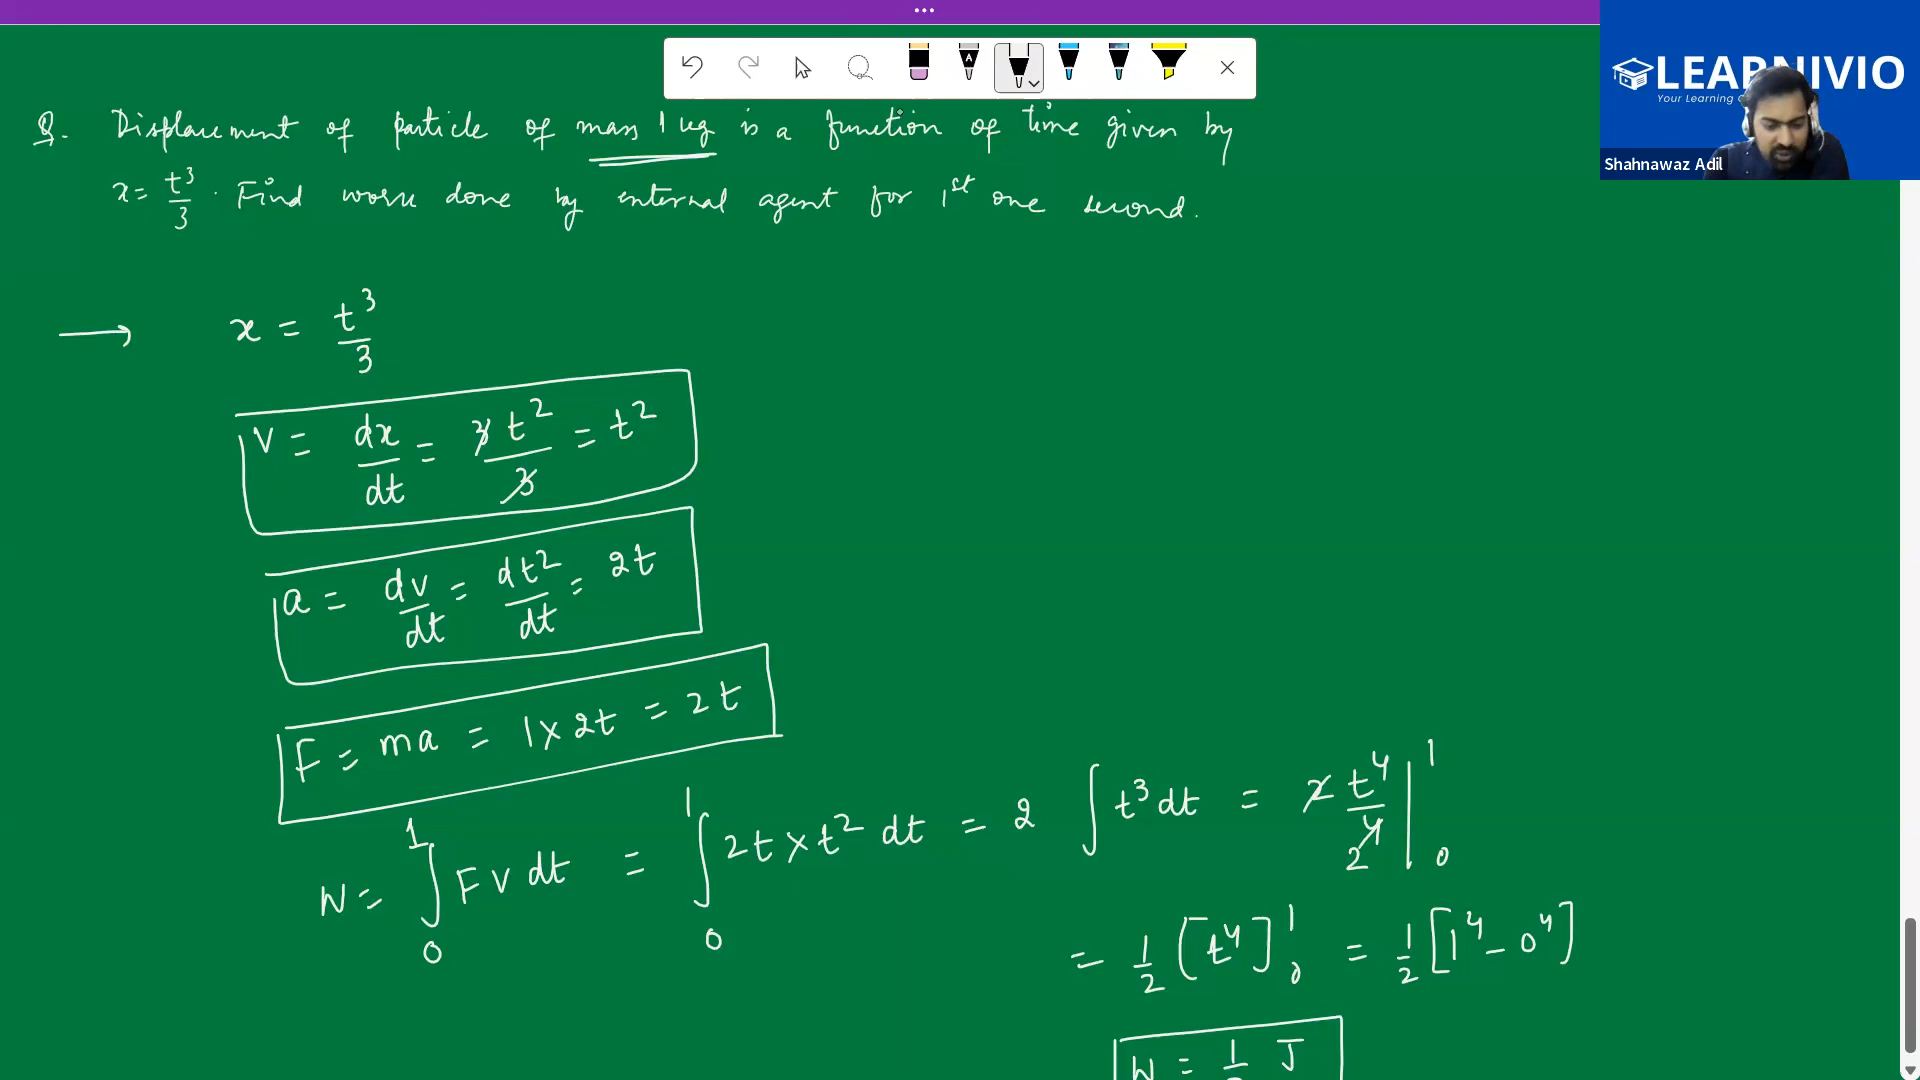 LEARNIVIO
Shahnawaz Adil
Q. Displacement of particle of mass 1 kg is a function of time given by
x = t³/3 . Find work done by external agent for 1st one second.
→ x = t³/3
V = dx/dt = 3t²/3 = t²
a = dv/dt = dt²/dt = 2t
F = ma = 1 × 2t = 2t
W = ∫₀¹ F V dt = ∫₀¹ 2t × t² dt = 2 ∫ t³ dt = 2 t⁴/4 |₀¹
= 1/2 [t⁴]₀¹ = 1/2 [1⁴ - 0⁴]
W = 1/2 J